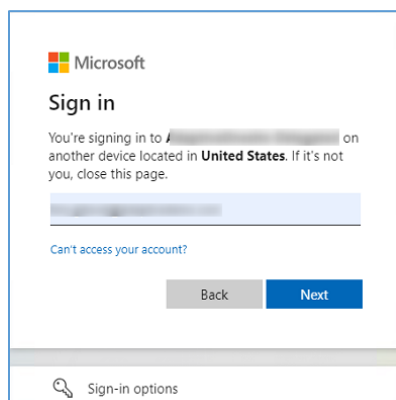 Microsoft
Sign in
You're signing in to on
another device located in United States. If it's not
you, close this page.
Can't access your account?
Back Next
Sign-in options